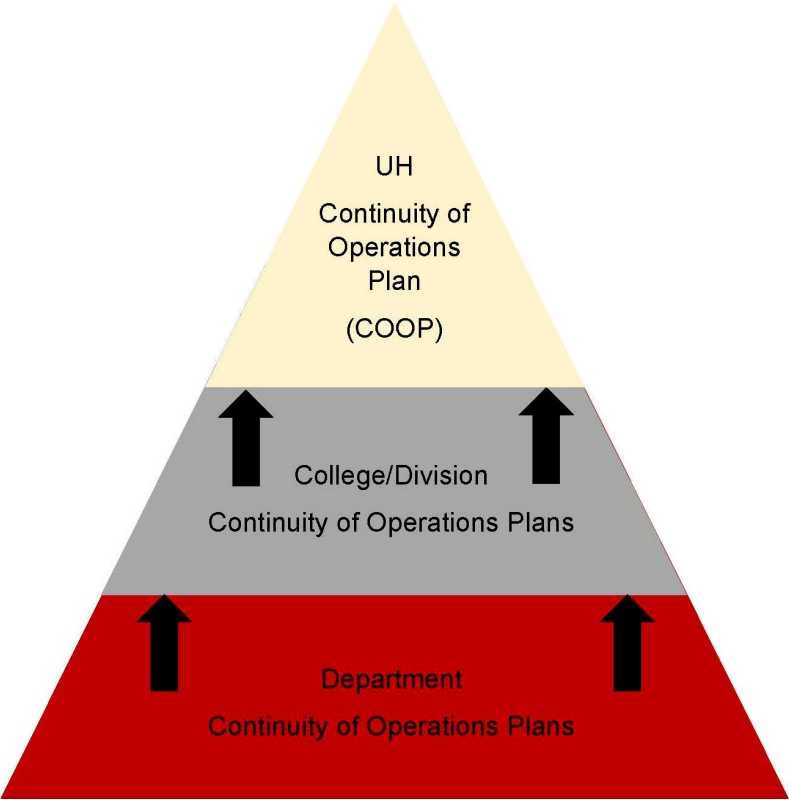 UH
Continuity of
Operations
Plan
(COOP)
College/Division
Continuity of Operations Plans
Department
Continuity of Operations Plans